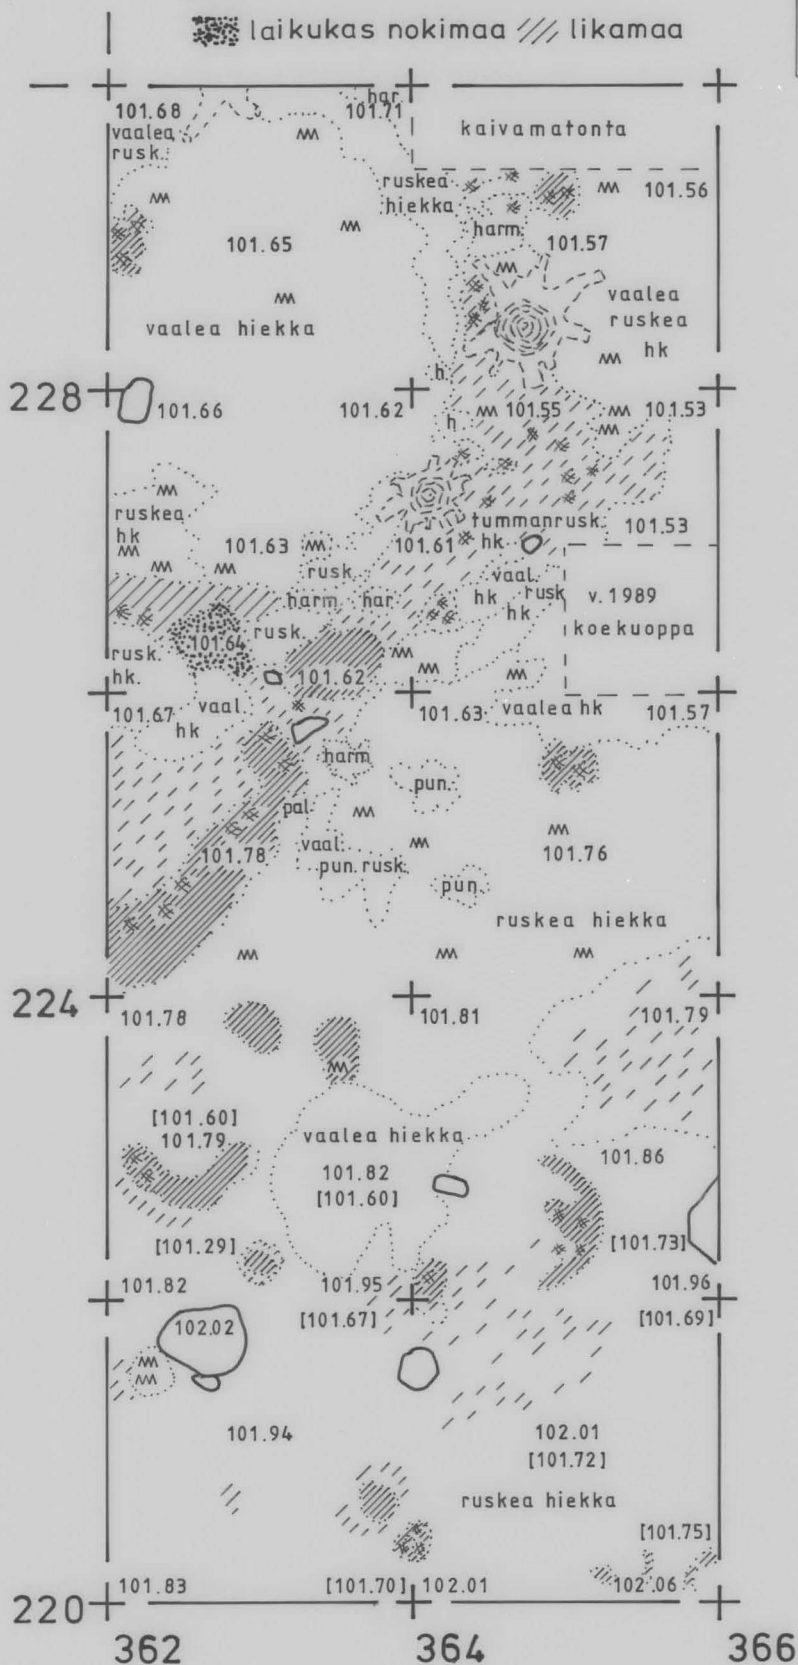 laikukas nokimaa likamaa
101.68 har. 101.71
vaalea rusk.
kaivamatonta
ruskea hiekka
101.56
harm.
101.65
101.57
vaalea hiekka
vaalea ruskea hk
h.
228
101.66
101.62
101.55
101.53
h.
ruskea hk
tummanrusk. hk
101.53
101.63
101.61
rusk.
vaal. hk
rusk hk
v. 1989
koekuoppa
harm.
har.
101.64
rusk.
rusk. hk.
101.62
101.67
vaal. hk
101.63
vaalea hk
101.57
harm
pun.
pal.
101.78
vaal. pun. rusk.
101.76
pun.
ruskea hiekka
224
101.78
101.81
101.79
[101.60]
101.79
vaalea hiekka
101.82
[101.60]
101.86
[101.29]
[101.73]
101.82
101.95
101.96
[101.67]
[101.69]
102.02
101.94
102.01
[101.72]
ruskea hiekka
[101.75]
101.83
[101.70]
102.01
102.06
220
362
364
366